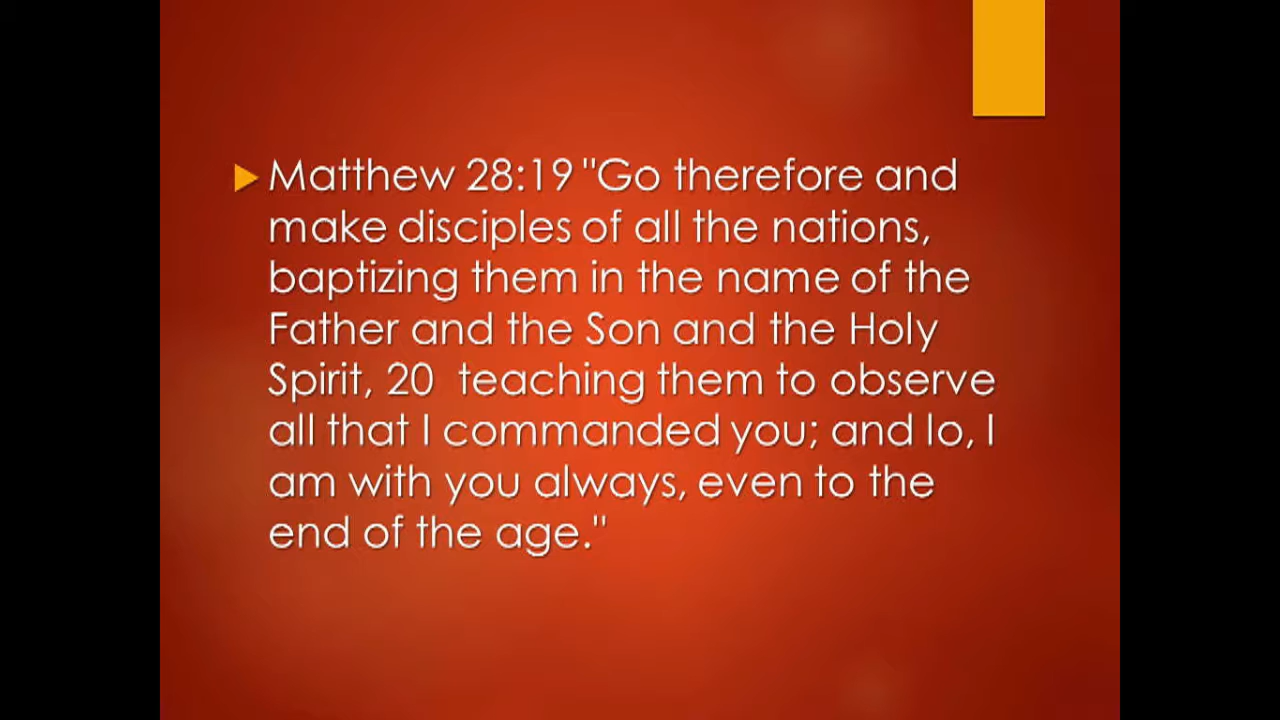 Matthew 28:19 "Go therefore and
make disciples of all the nations,
baptizing them in the name of the
Father and the Son and the Holy
Spirit, 20  teaching them to observe
all that I commanded you; and lo, I
am with you always, even to the
end of the age."